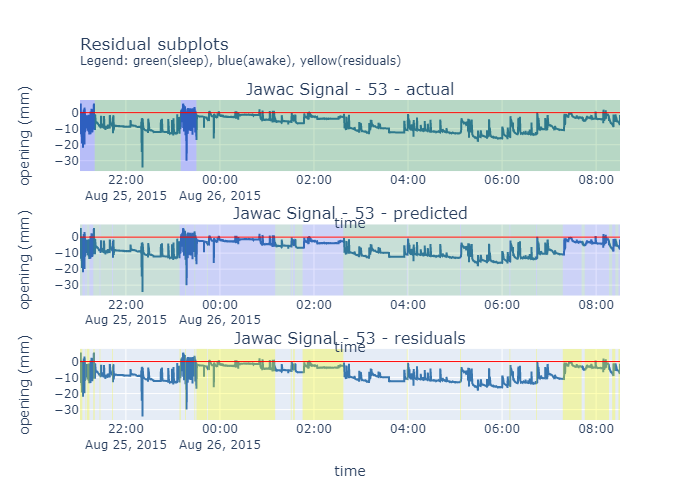 Residual subplots
Legend: green(sleep), blue(awake), yellow(residuals)
Jawac Signal - 53 - actual
opening (mm)
0
−10
−20
−30
22:00 00:00 02:00 04:00 06:00 08:00
Aug 25, 2015 Aug 26, 2015
time
Jawac Signal - 53 - predicted
opening (mm)
0
−10
−20
−30
22:00 00:00 02:00 04:00 06:00 08:00
Aug 25, 2015 Aug 26, 2015
time
Jawac Signal - 53 - residuals
opening (mm)
0
−10
−20
−30
22:00 00:00 02:00 04:00 06:00 08:00
Aug 25, 2015 Aug 26, 2015
time